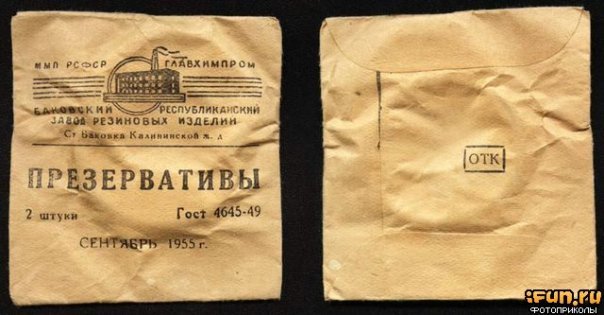 ММП РСФСР ГЛАВХИМПРОМ
БАКОВСКИЙ РЕСПУБЛИКАНСКИЙ
ЗАВОД РЕЗИНОВЫХ ИЗДЕЛИЙ
Ст Баковка Калининской ж. д
ПРЕЗЕРВАТИВЫ
2 штуки Гост 4645-49
СЕНТЯБРЬ 1955 г.
ОТК
:Fun.ru
ФОТОПРИКОЛЫ